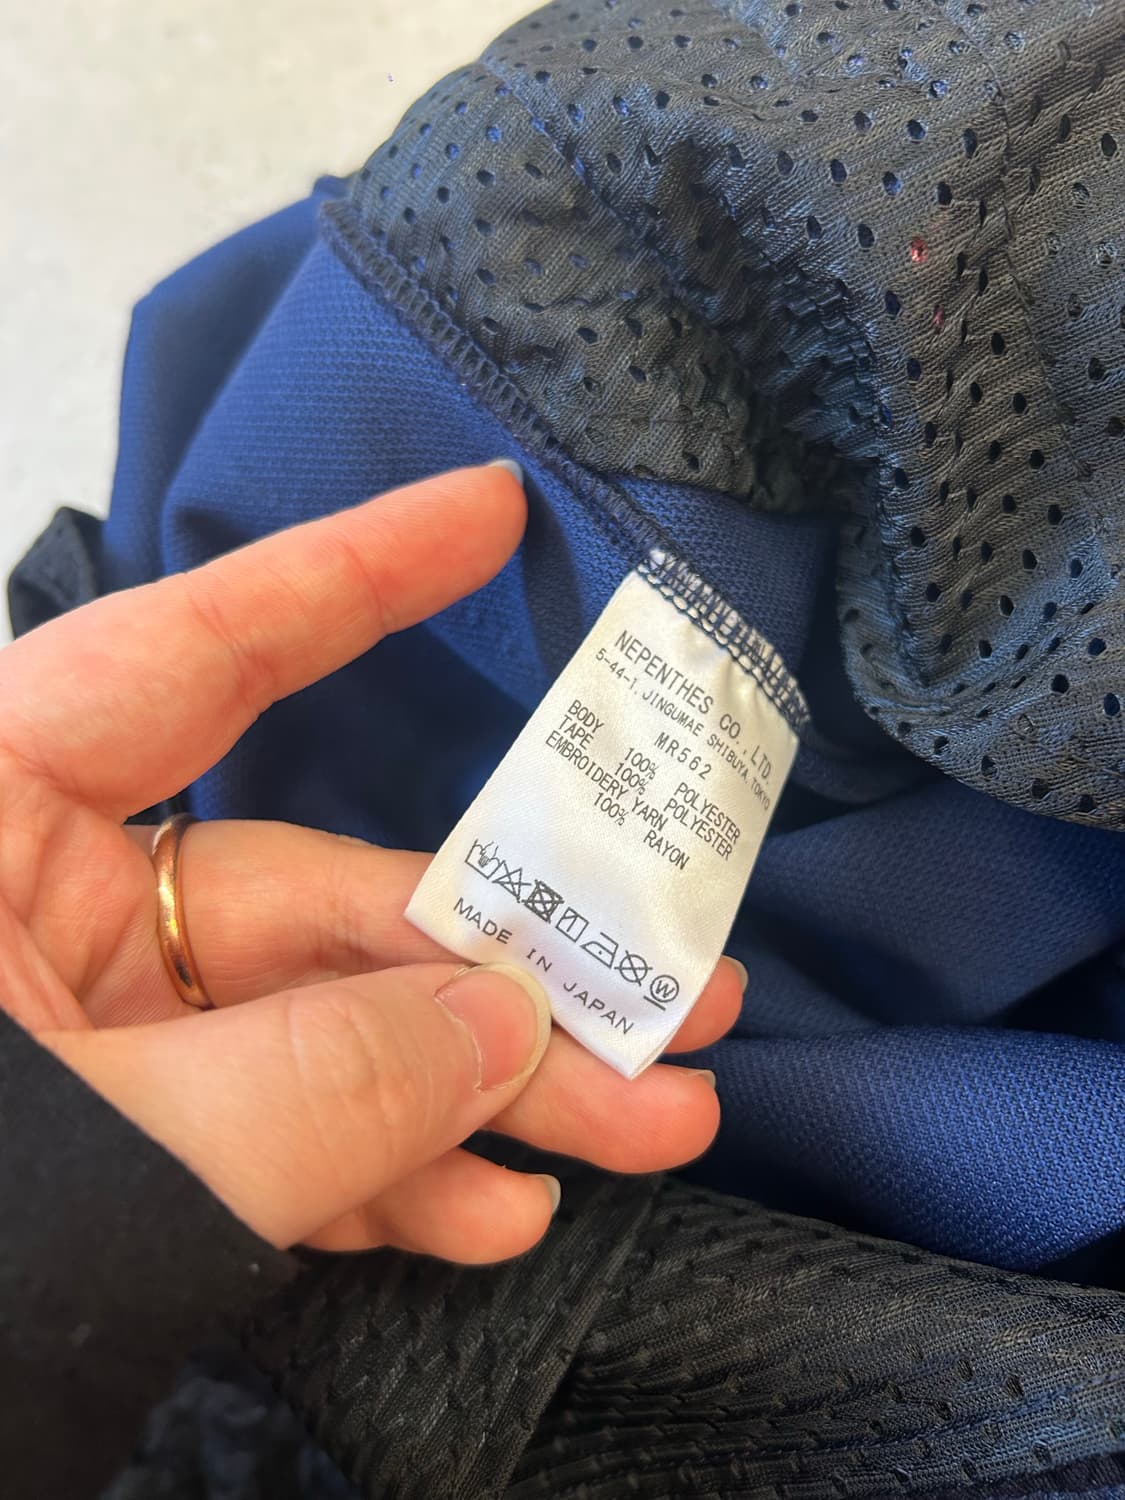 NEPENTHES CO.,LTD.
5-44-1, JINGUMAE SHIBUYA, TOKYO
MR562
BODY 100% POLYESTER
TAPE 100% POLYESTER
EMBROIDERY YARN
100% RAYON
W
MADE IN JAPAN